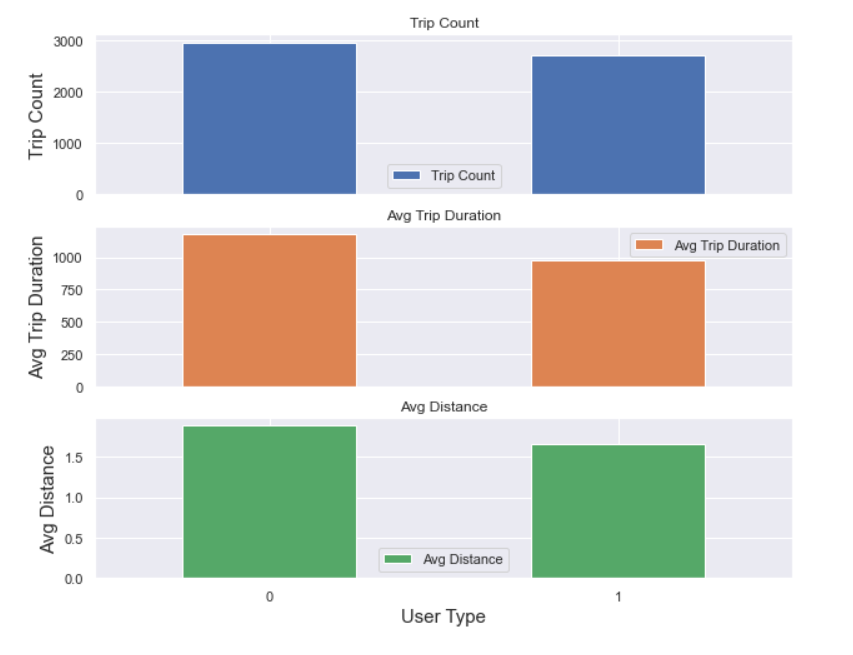 Trip Count
3000
2000
1000
0
Trip Count
Trip Count
Avg Trip Duration
1000
750
500
250
0
Avg Trip Duration
Avg Trip Duration
Avg Distance
1.5
1.0
0.5
0.0
Avg Distance
Avg Distance
0 1
User Type